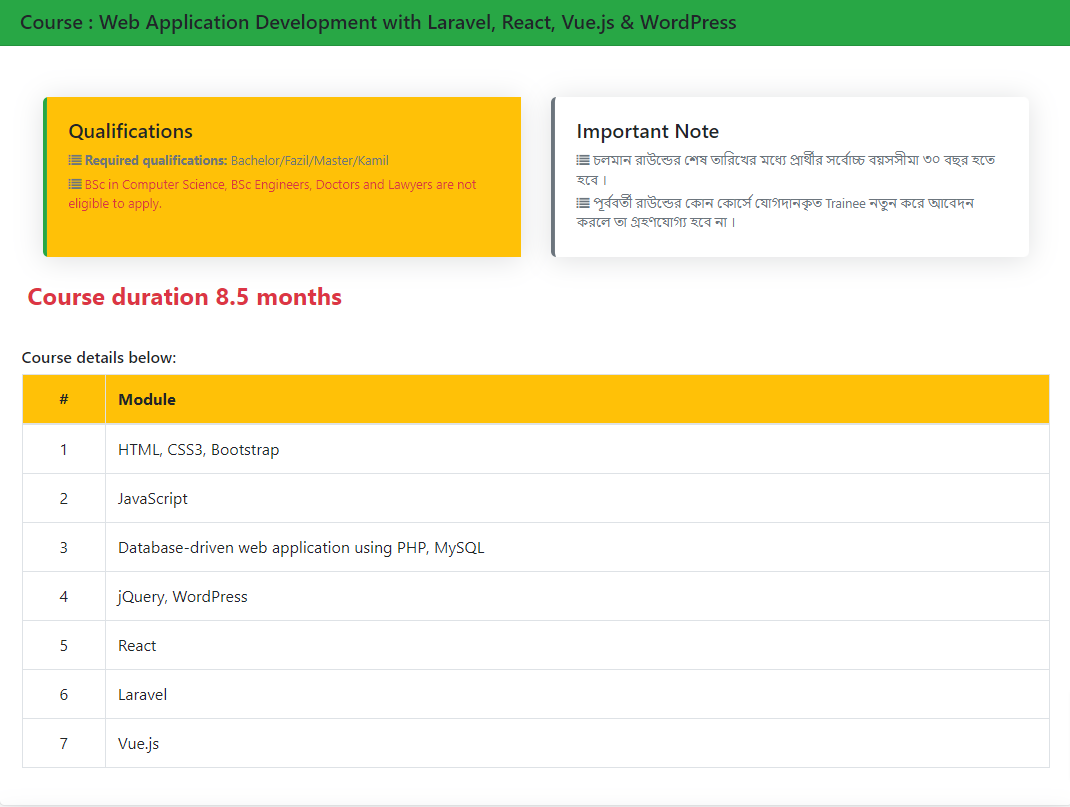 Course : Web Application Development with Laravel, React, Vue.js & WordPress
Qualifications
Required qualifications: Bachelor/Fazil/Master/Kamil
BSc in Computer Science, BSc Engineers, Doctors and Lawyers are not
eligible to apply.
Important Note
চলমান রাউন্ডের শেষ তারিখের মধ্যে প্রার্থীর সর্বোচ্চ বয়সসীমা ৩০ বছর হতে
হবে ।
পূর্ববর্তী রাউন্ডের কোন কোর্সে যোগদানকৃত Trainee নতুন করে আবেদন
করলে তা গ্রহণযোগ্য হবে না ।
Course duration 8.5 months
Course details below:
# Module
1 HTML, CSS3, Bootstrap
2 JavaScript
3 Database-driven web application using PHP, MySQL
4 jQuery, WordPress
5 React
6 Laravel
7 Vue.js